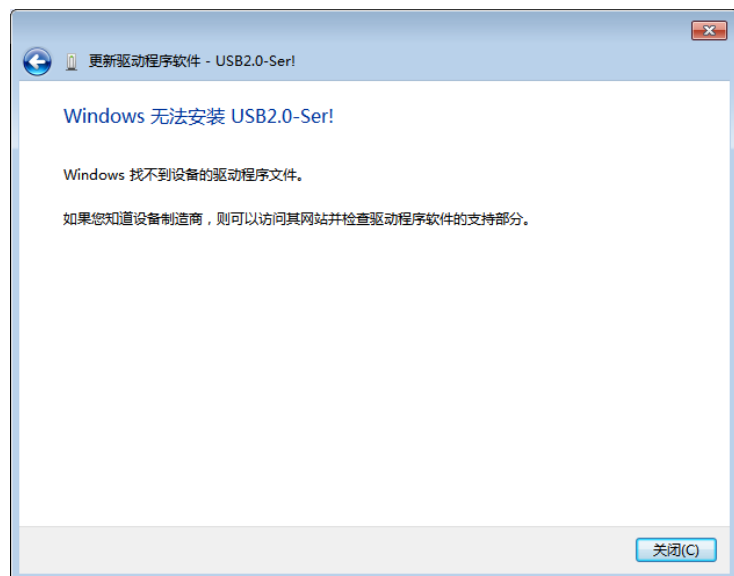 更新驱动程序软件 - USB2.0-Ser!
Windows 无法安装 USB2.0-Ser!
Windows 找不到设备的驱动程序文件。
如果您知道设备制造商，则可以访问其网站并检查驱动程序软件的支持部分。
关闭(C)